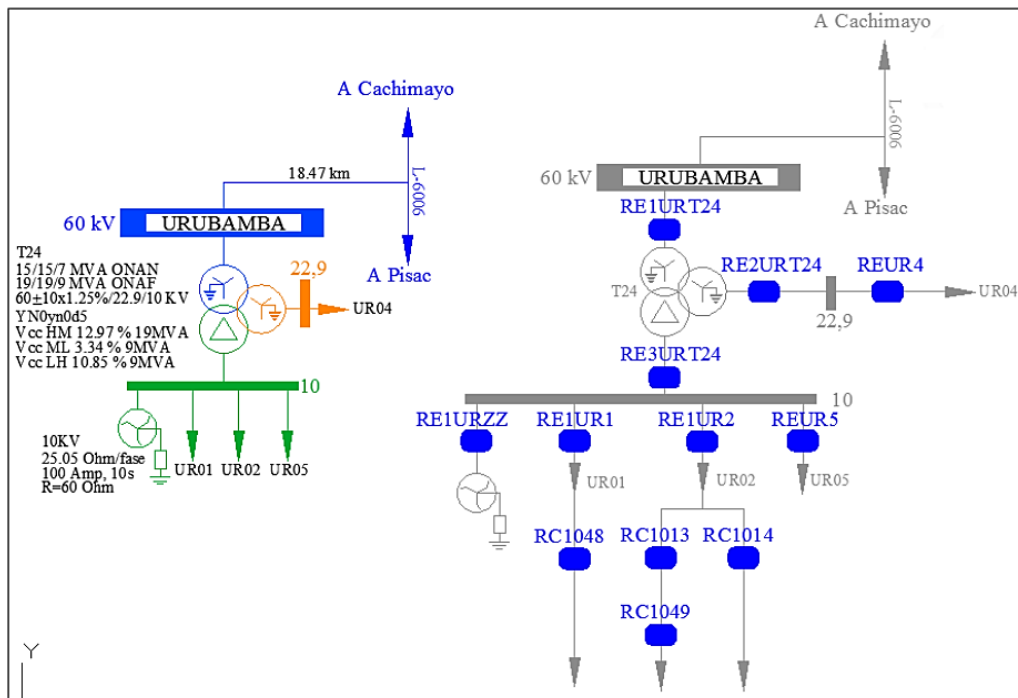 A Cachimayo
18.47 km
L-6006
60 kV
URUBAMBA
A Pisac
T24
15/15/7 MVA ONAN
19/19/9 MVA ONAF
60±10x1.25%/22.9/10 KV
YN0yn0d5
Vcc HM 12.97 % 19MVA
Vcc ML 3.34 % 9MVA
Vcc LH 10.85 % 9MVA
22,9
UR04
10
10KV
25.05 Ohm/fase
100 Amp, 10s
R=60 Ohm
UR01
UR02
UR05
A Cachimayo
L-6006
60 kV
URUBAMBA
A Pisac
RE1URT24
T24
RE2URT24
REUR4
UR04
22,9
RE3URT24
10
RE1URZZ
RE1UR1
RE1UR2
REUR5
UR01
UR02
UR05
RC1048
RC1013
RC1014
RC1049
Y